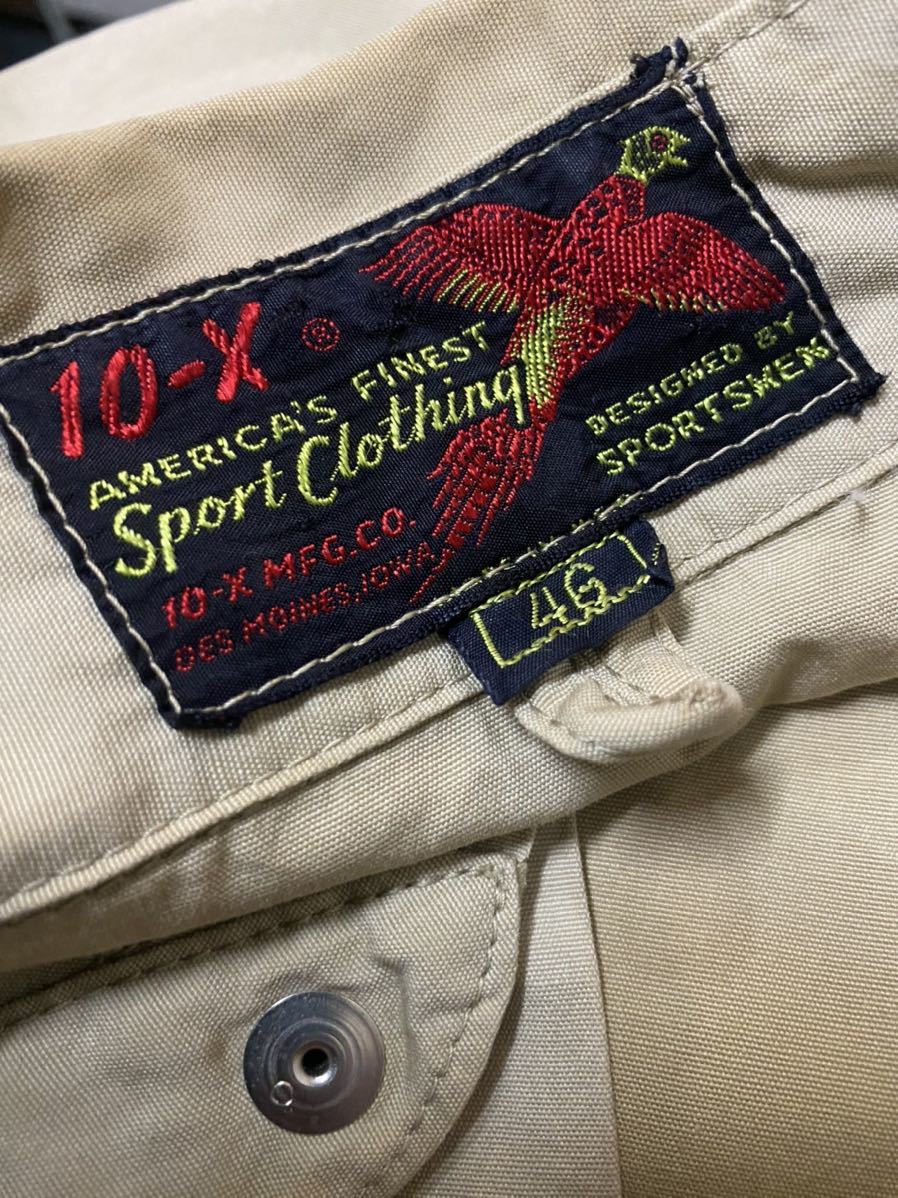 10-X ®
AMERICA'S FINEST
Sport Clothing
DESIGNED BY
SPORTSMEN
10-X MFG.CO.
DES MOINES, IOWA
46